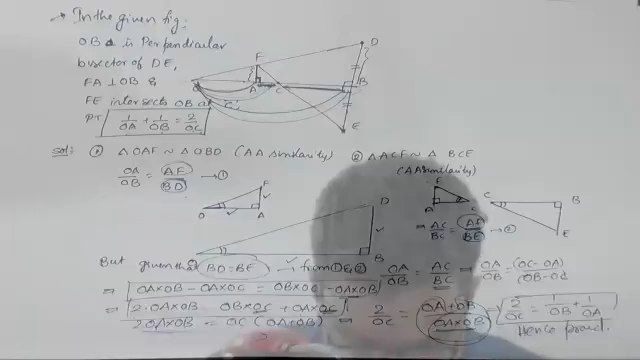 → In the given fig:
OB is Perpendicular
bisector of DE,
FA ⊥ OB &
FE intersects OB at C,
PT 1/OA + 1/OB = 2/OC
F
D
A
C
B
E
Sol: ① △OAF ~ △OBD (AA similarity) ② △ACF ~ △BCE
(AA similarity)
OA/OB = AF/BD → ①
F
O
A
D
B
F
A
C
C
B
E
⇒ AC/BC = AF/BE → ②
But given that BD = BE from ① & ② OA/OB = AC/BC ⇒ OA/OB = (OC - OA)/(OB - OC
⇒ OA×OB - OA×OC = OB×OC - OA×OB
⇒ 2·OA×OB = OB×OC + OA×OC
2 OA×OB = OC (OA+OB) ⇒ 2/OC = OA+OB/OA×OB ⇒ 2/OC = 1/OB + 1/OA
Hence proved.